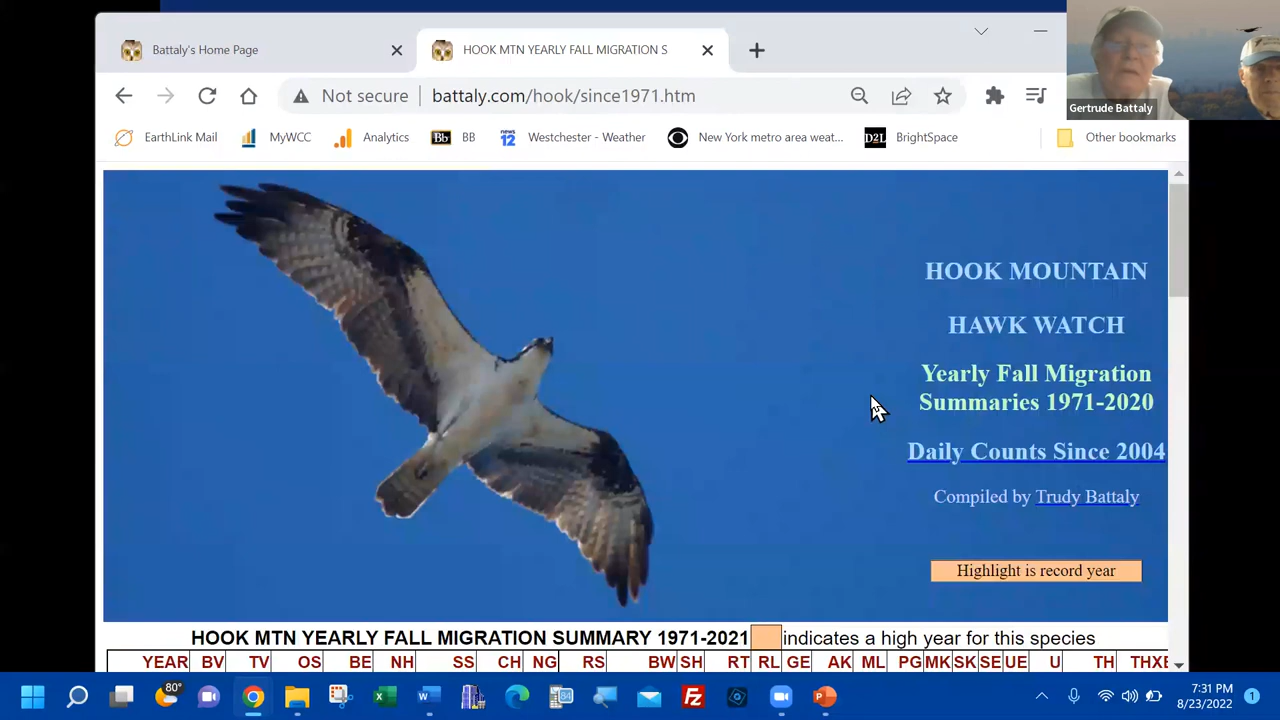 Battaly's Home Page
HOOK MTN YEARLY FALL MIGRATION S
Not secure
battaly.com/hook/since1971.htm
Gertrude Battaly
EarthLink Mail
MyWCC
Analytics
Bb
BB
news 12
Westchester - Weather
New York metro area weat...
D2L
BrightSpace
Other bookmarks
HOOK MOUNTAIN
HAWK WATCH
Yearly Fall Migration
Summaries 1971-2020
Daily Counts Since 2004
Compiled by Trudy Battaly
Highlight is record year
HOOK MTN YEARLY FALL MIGRATION SUMMARY 1971-2021 indicates a high year for this species
YEAR BV TV OS BE NH SS CH NG RS BW SH RT RL GE AK ML PG MK SK SE UE U TH THXE
80°
7:31 PM
8/23/2022
1